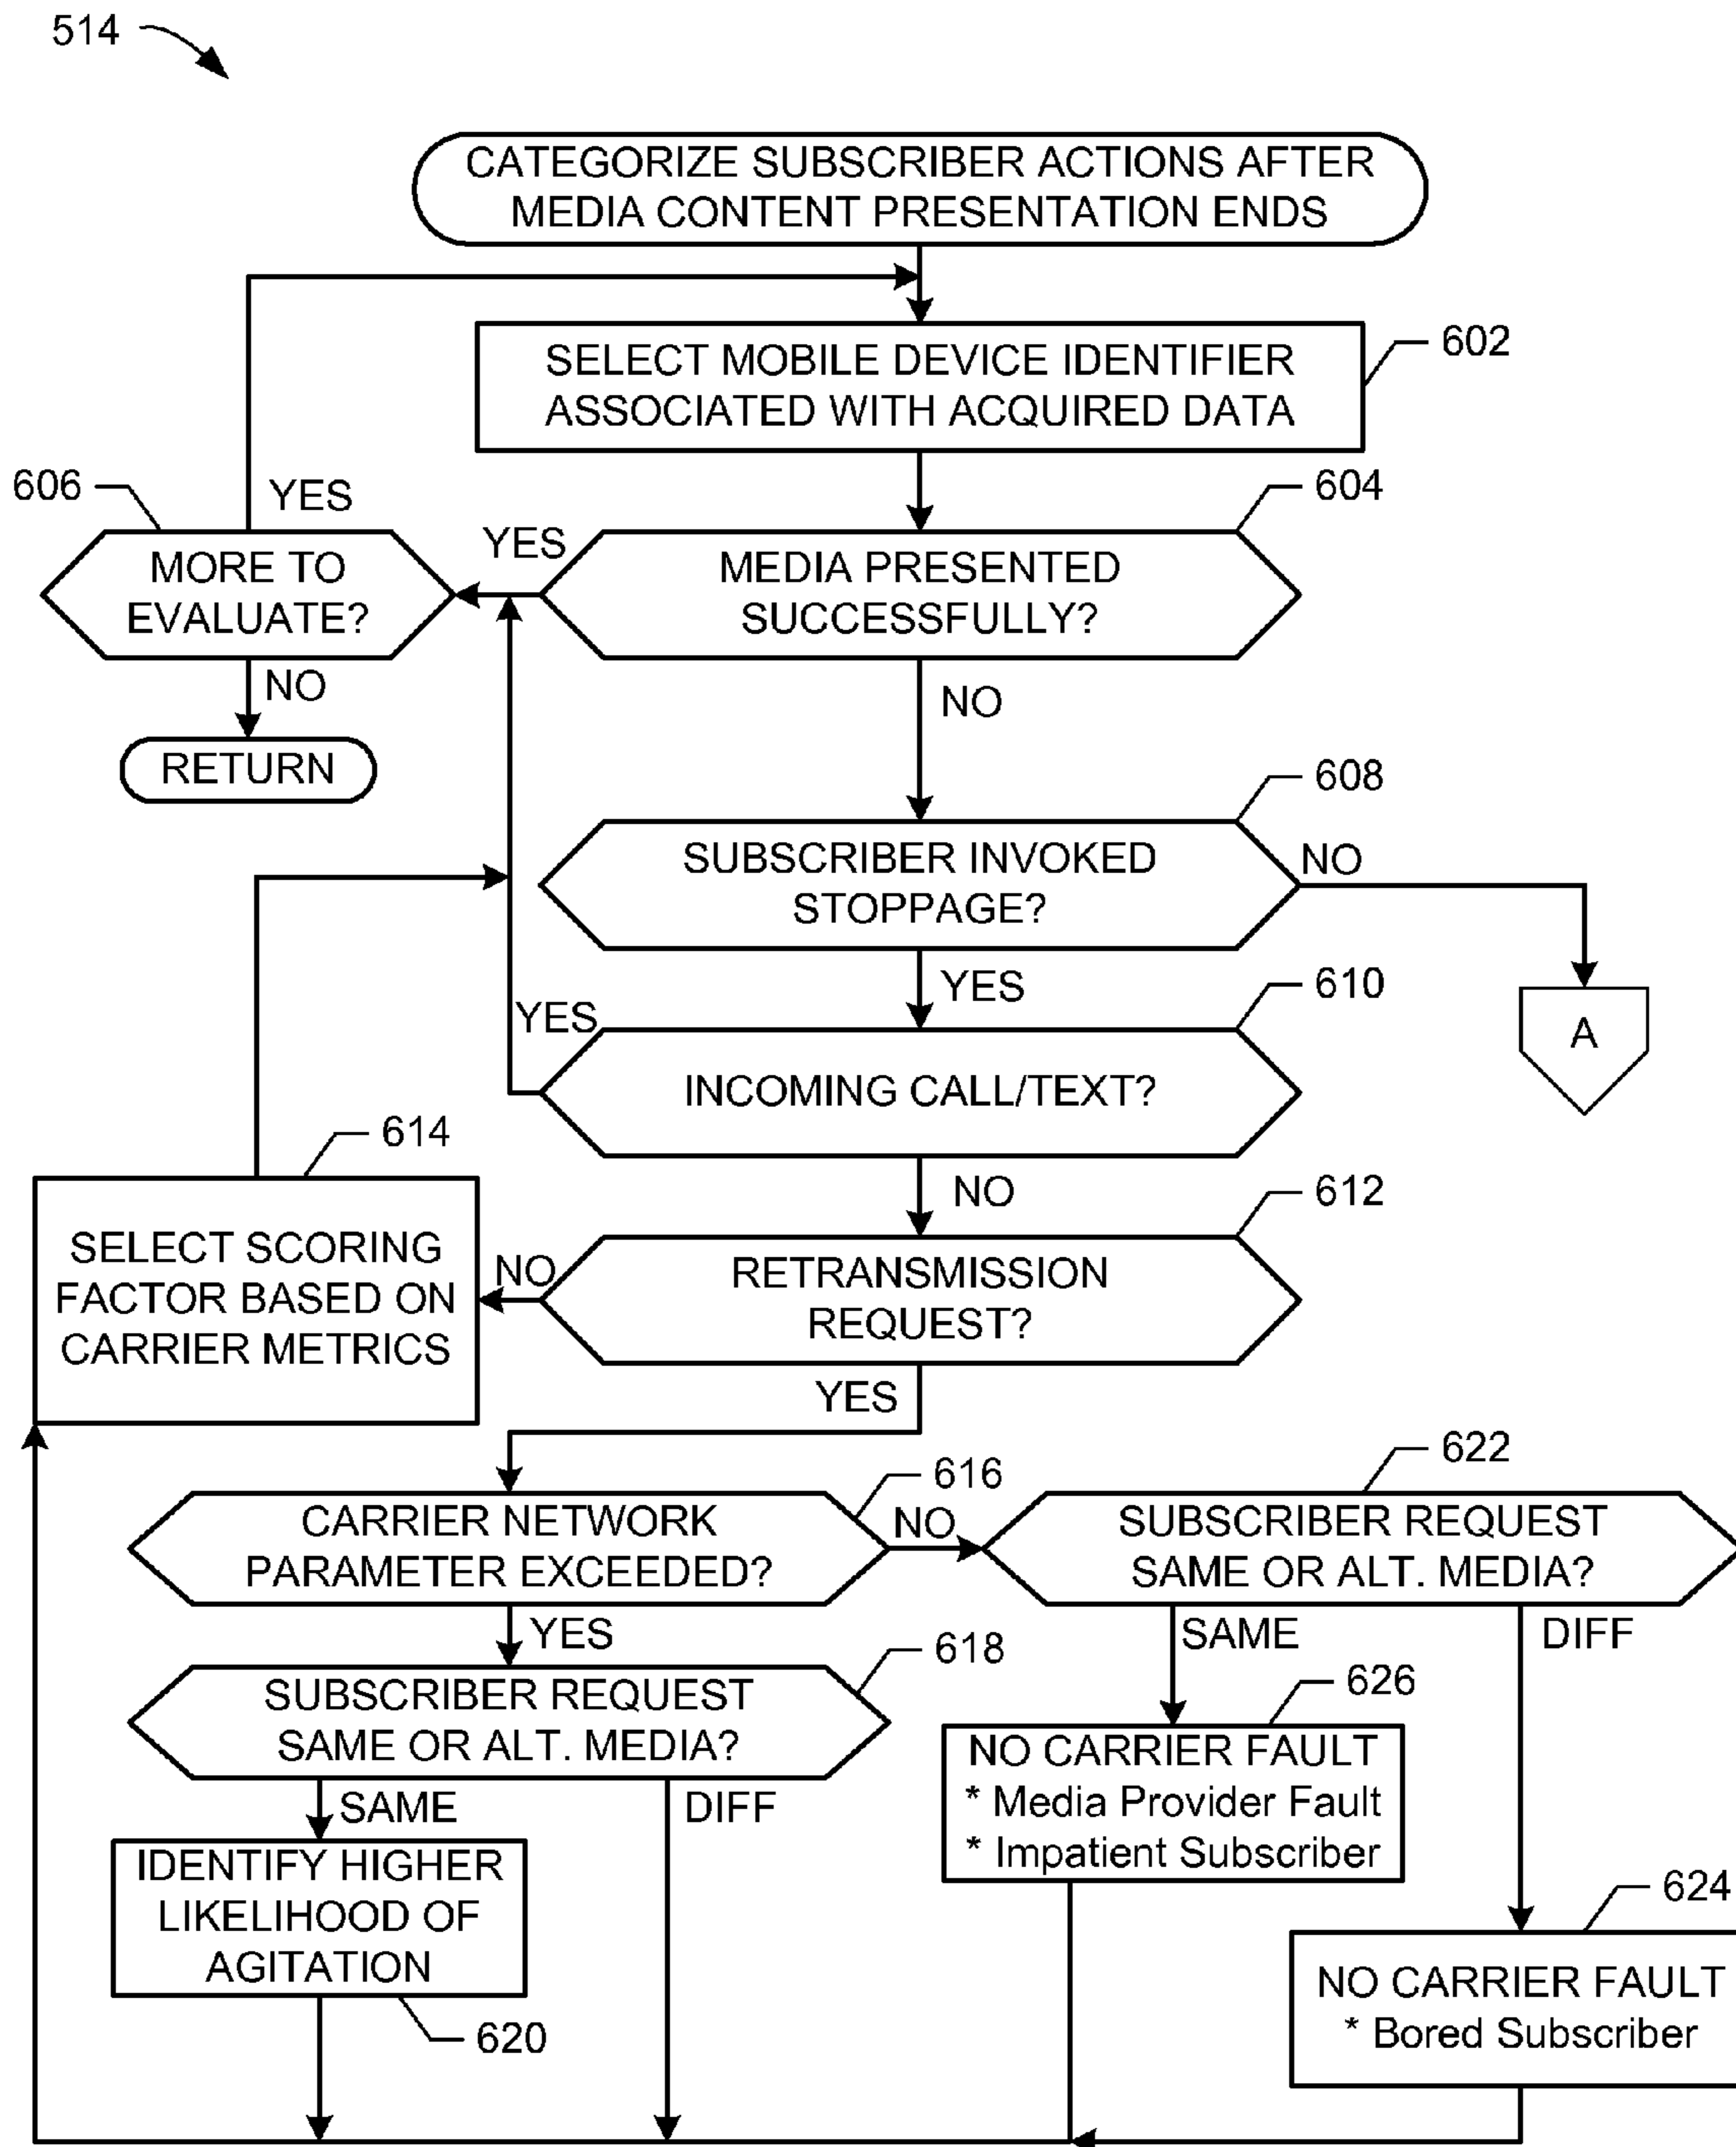 514
CATEGORIZE SUBSCRIBER ACTIONS AFTER
MEDIA CONTENT PRESENTATION ENDS
SELECT MOBILE DEVICE IDENTIFIER
ASSOCIATED WITH ACQUIRED DATA
602
606
YES
MORE TO
EVALUATE?
NO
RETURN
YES
604
MEDIA PRESENTED
SUCCESSFULLY?
NO
608
SUBSCRIBER INVOKED
STOPPAGE?
NO
A
YES
610
YES
INCOMING CALL/TEXT?
NO
612
614
SELECT SCORING
FACTOR BASED ON
CARRIER METRICS
NO
RETRANSMISSION
REQUEST?
YES
616
CARRIER NETWORK
PARAMETER EXCEEDED?
NO
622
SUBSCRIBER REQUEST
SAME OR ALT. MEDIA?
YES
618
SUBSCRIBER REQUEST
SAME OR ALT. MEDIA?
SAME
DIFF
626
NO CARRIER FAULT
* Media Provider Fault
* Impatient Subscriber
SAME
DIFF
IDENTIFY HIGHER
LIKELIHOOD OF
AGITATION
620
624
NO CARRIER FAULT
* Bored Subscriber